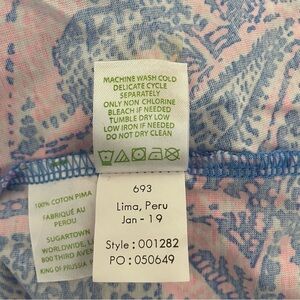 MACHINE WASH COLD
DELICATE CYCLE
SEPARATELY
ONLY NON CHLORINE
BLEACH IF NEEDED
TUMBLE DRY LOW
LOW IRON IF NEEDED
DO NOT DRY CLEAN
693
Lima, Peru
Jan - 19
Style : 001282
PO : 050649
100% COTON PIMA
FABRIQUÉ AU
PEROU
SUGARTOWN
WORLDWIDE, L
800 THIRD AVE
KING OF PRUSSIA